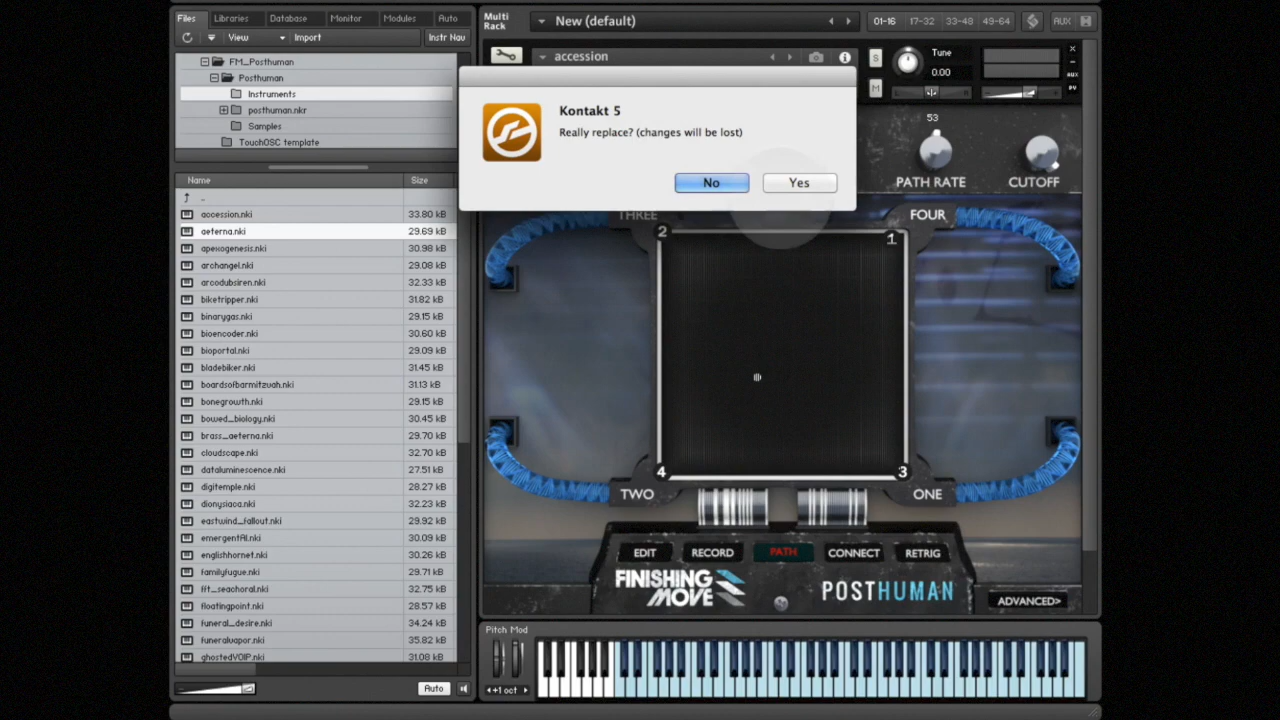 Files
Libraries
Database
Monitor
Modules
Auto
View
Import
Instr Nav
FM_Posthuman
Posthuman
Instruments
posthuman.nkr
Samples
TouchOSC template
Name
Size
..
accession.nki 33.80 kB
aeterna.nki 29.69 kB
apexogenesis.nki 30.98 kB
archangel.nki 29.08 kB
arcodubsiren.nki 32.33 kB
biketripper.nki 31.82 kB
binarygas.nki 29.15 kB
bioencoder.nki 30.60 kB
bioportal.nki 29.09 kB
bladebiker.nki 31.45 kB
boardsofbarmitzvah.nki 31.13 kB
bonegrowth.nki 29.15 kB
bowed_biology.nki 30.45 kB
brass_aeterna.nki 29.70 kB
cloudscape.nki 32.70 kB
dataluminescence.nki 27.51 kB
digitemple.nki 28.27 kB
dionysiaca.nki 32.23 kB
eastwind_fallout.nki 29.92 kB
emergentAI.nki 30.09 kB
englishhornet.nki 30.26 kB
familyfugue.nki 29.71 kB
fft_seachoral.nki 32.75 kB
floatingpoint.nki 28.57 kB
funeral_desire.nki 34.24 kB
funeralvapor.nki 35.82 kB
ghostedVOIP.nki 31.08 kB
Auto
Multi
Rack
New (default)
01-16
17-32
33-48
49-64
AUX
accession
S
M
Tune
0.00
L
R
AUX
PV
Kontakt 5
Really replace? (changes will be lost)
No
Yes
53
PATH RATE
CUTOFF
THREE
FOUR
2
1
4
3
TWO
ONE
EDIT
RECORD
PATH
CONNECT
RETRIG
FINISHING
MOVE
POSTHUMAN
ADVANCED>
Pitch Mod
+1 oct